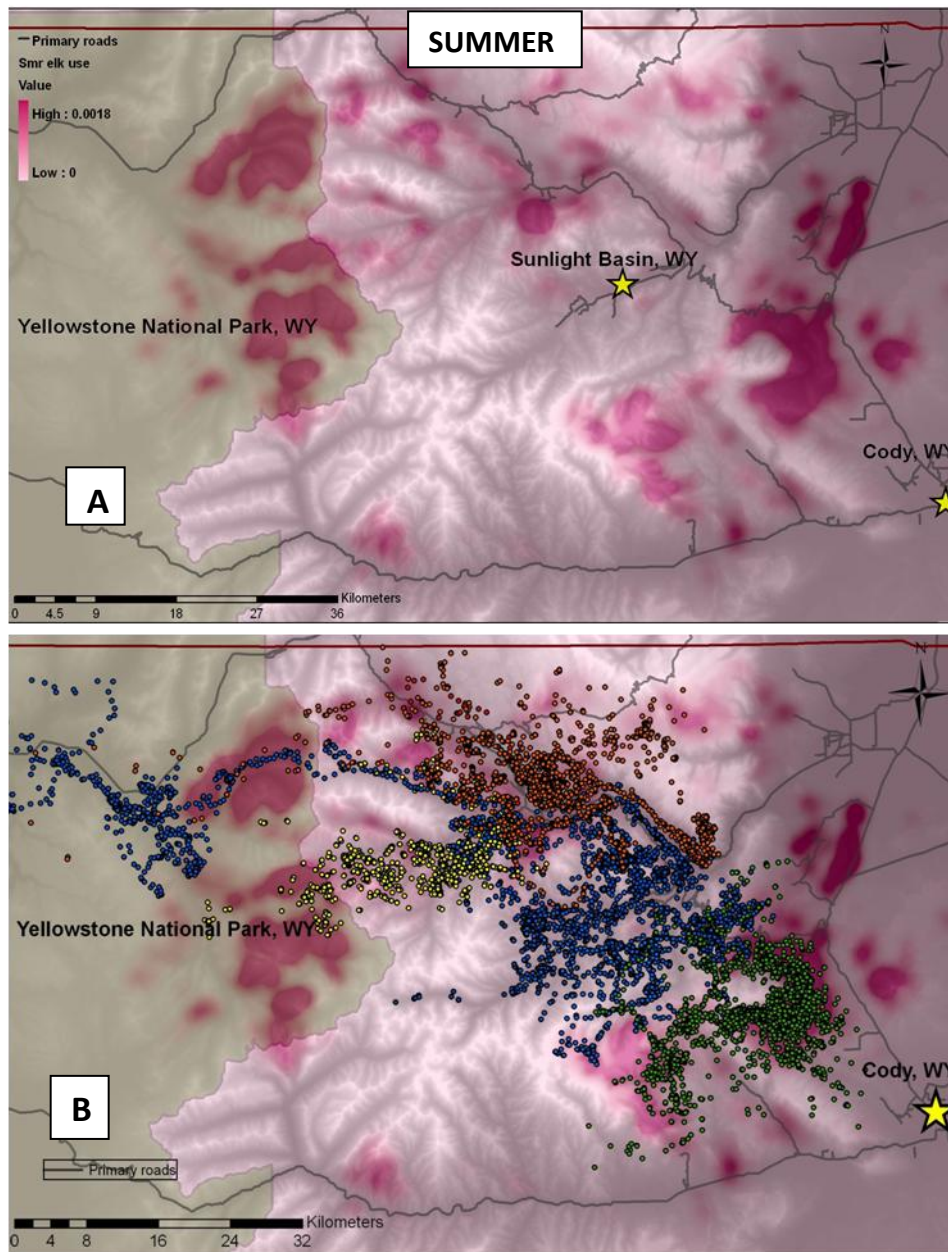 SUMMER
N
Primary roads
Smr elk use
Value
High : 0.0018
Low : 0
Sunlight Basin, WY
Yellowstone National Park, WY
Cody, WY
A
Kilometers
0 4.5 9 18 27 36
N
Yellowstone National Park, WY
Cody, WY
B
Primary roads
Kilometers
0 4 8 16 24 32